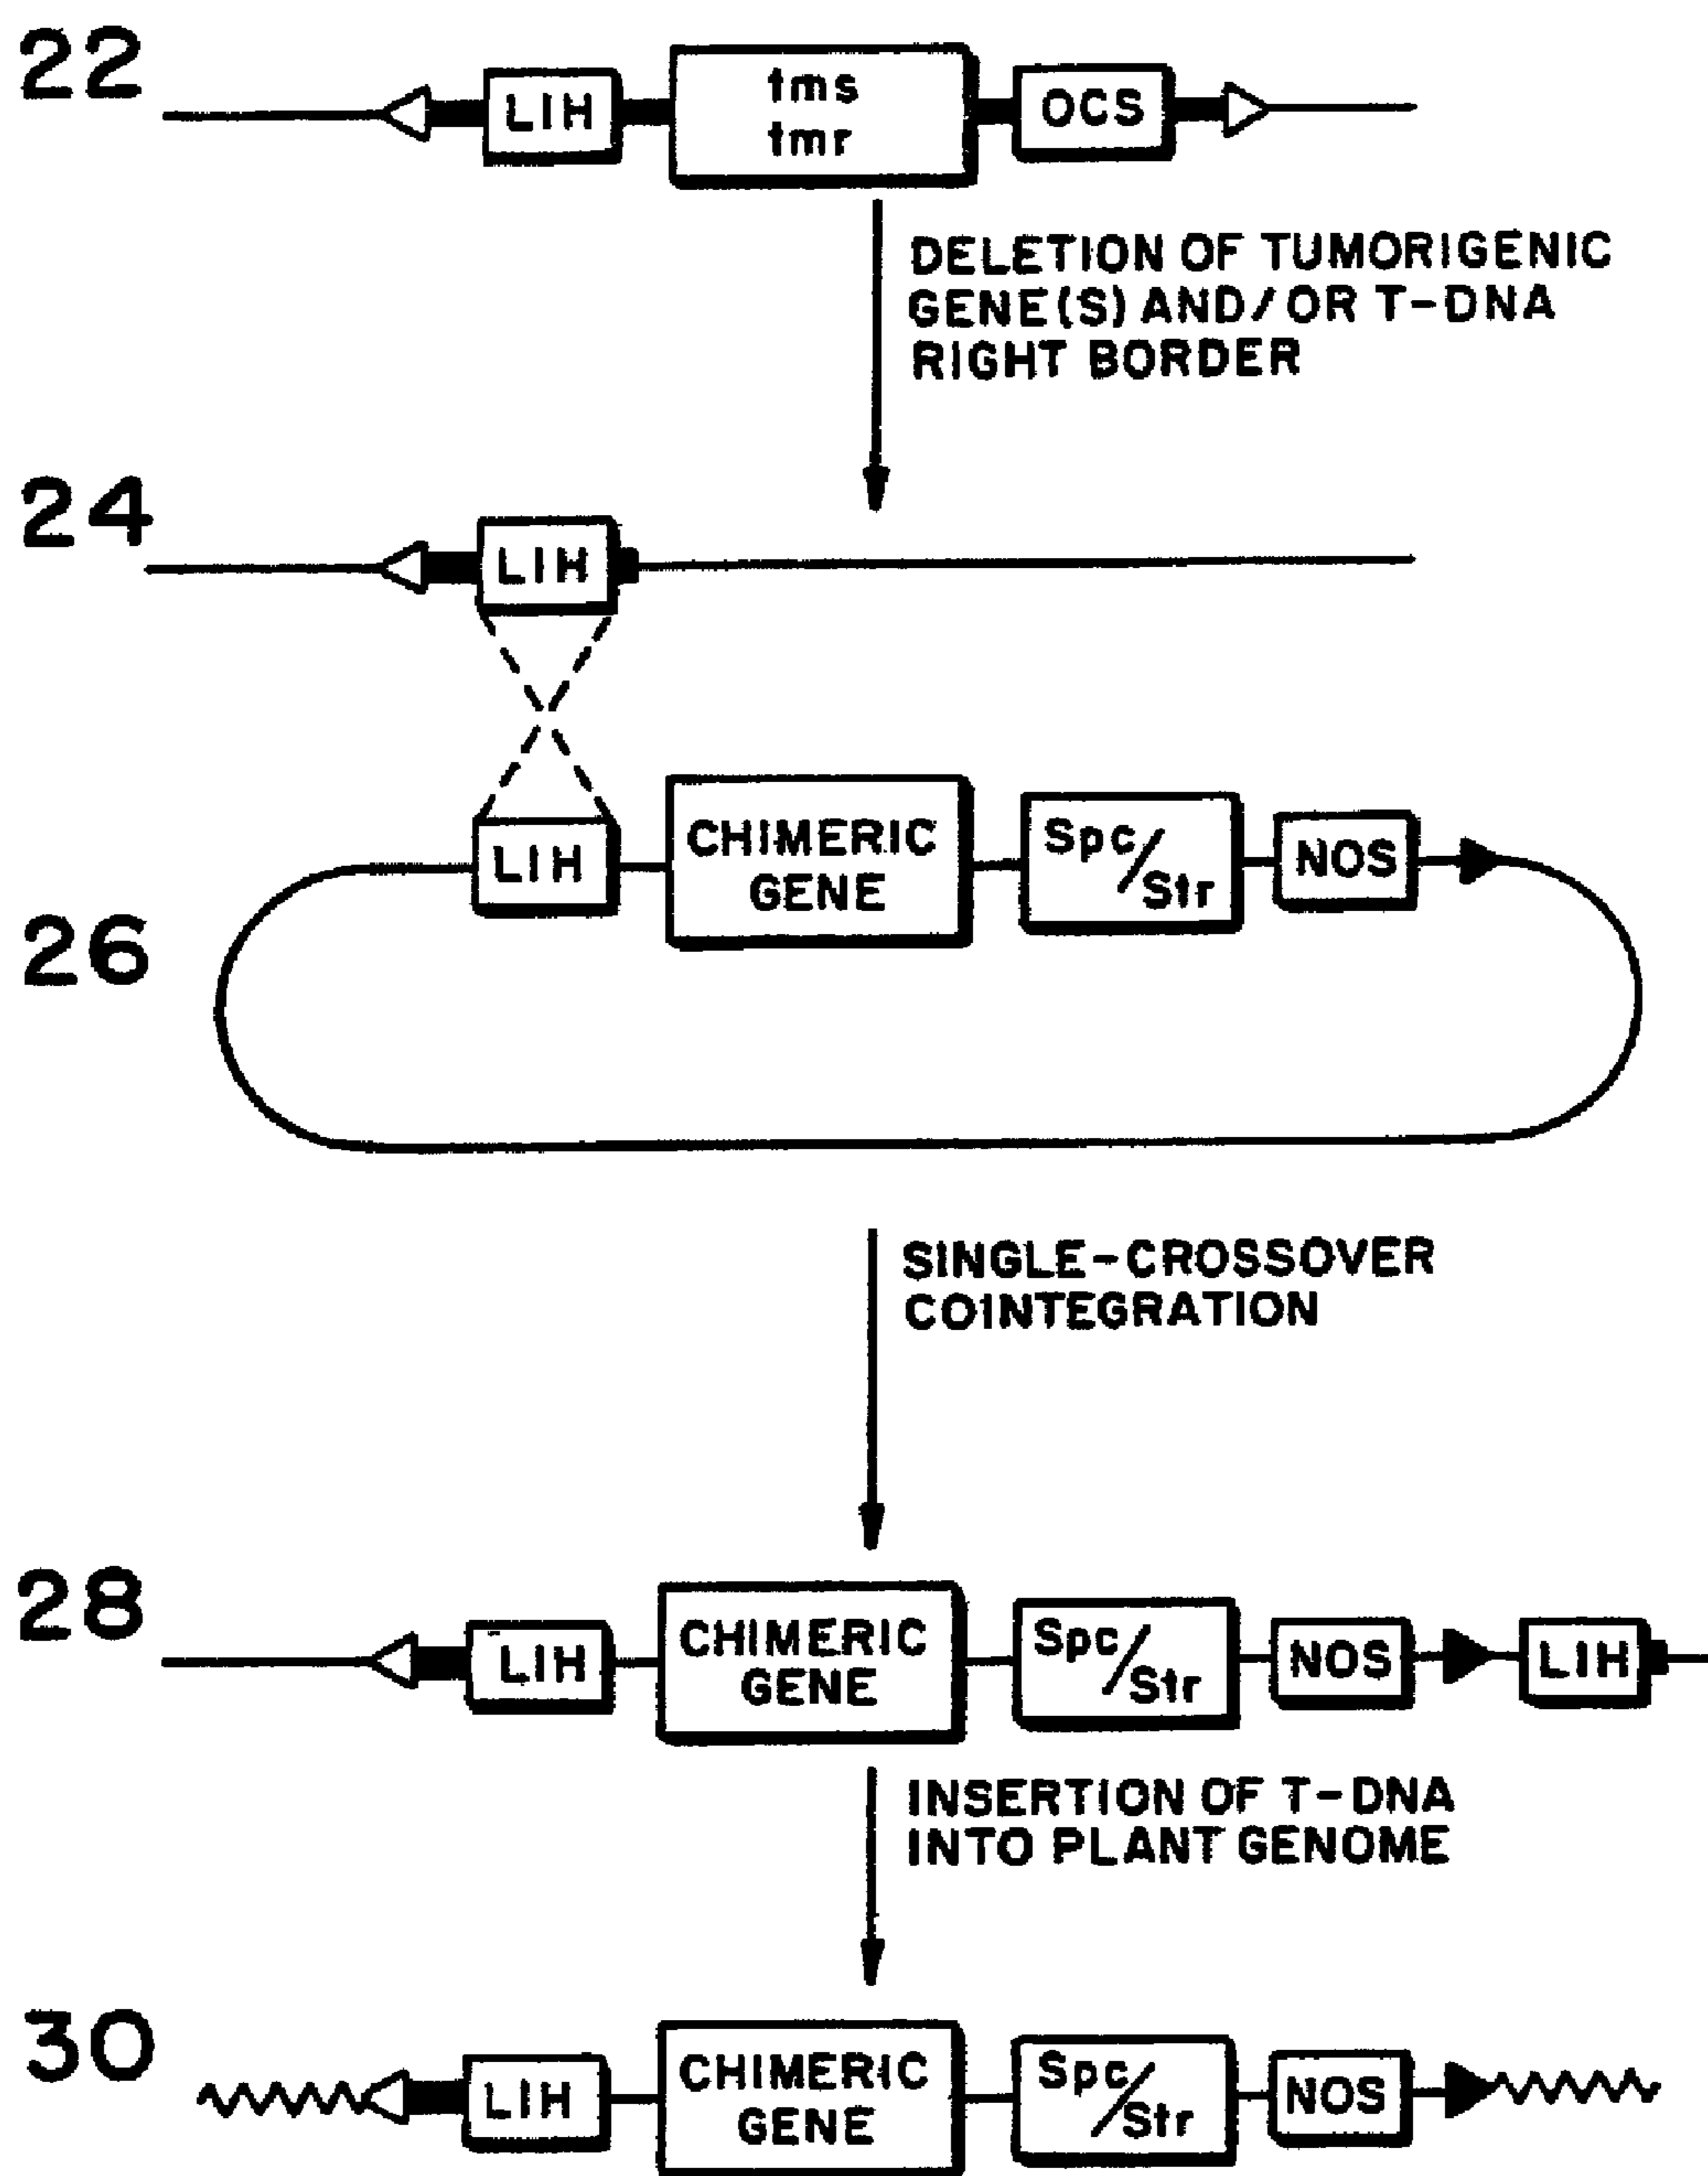 22
LIH
tms
tmr
OCS
DELETION OF TUMORIGENIC
GENE(S) AND/OR T-DNA
RIGHT BORDER
24
LIH
26
LIH
CHIMERIC
GENE
Spc/
Str
NOS
SINGLE-CROSSOVER
COINTEGRATION
28
LIH
CHIMERIC
GENE
Spc/
Str
NOS
LIH
INSERTION OF T-DNA
INTO PLANT GENOME
30
LIH
CHIMERIC
GENE
Spc/
Str
NOS